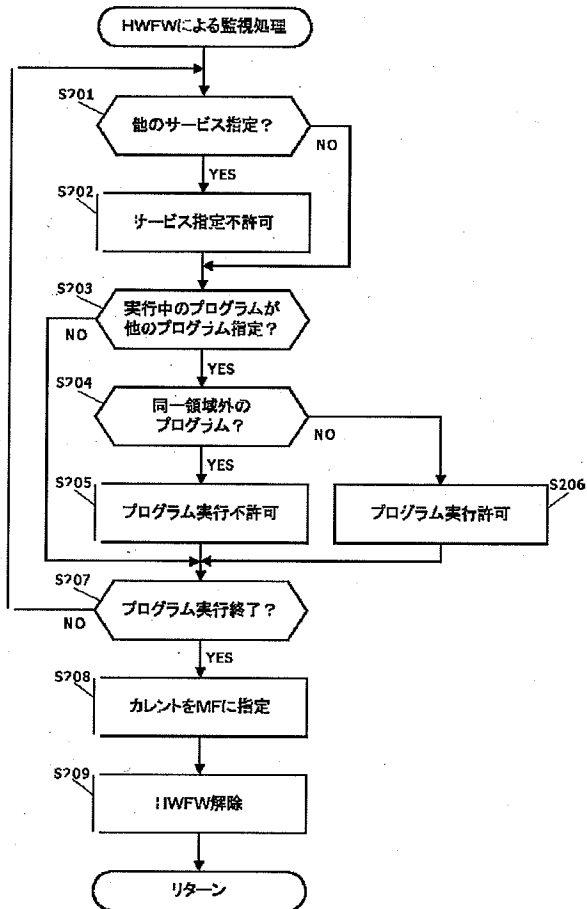 HWFWによる監視処理
S201
他のサービス指定？
NO
YES
S202
サービス指定不許可
S203
実行中のプログラムが
他のプログラム指定？
NO
YES
S204
同一領域外の
プログラム？
NO
YES
S205
プログラム実行不許可
S206
プログラム実行許可
S207
プログラム実行終了？
NO
YES
S208
カレントをMFに指定
S209
HWFW解除
リターン